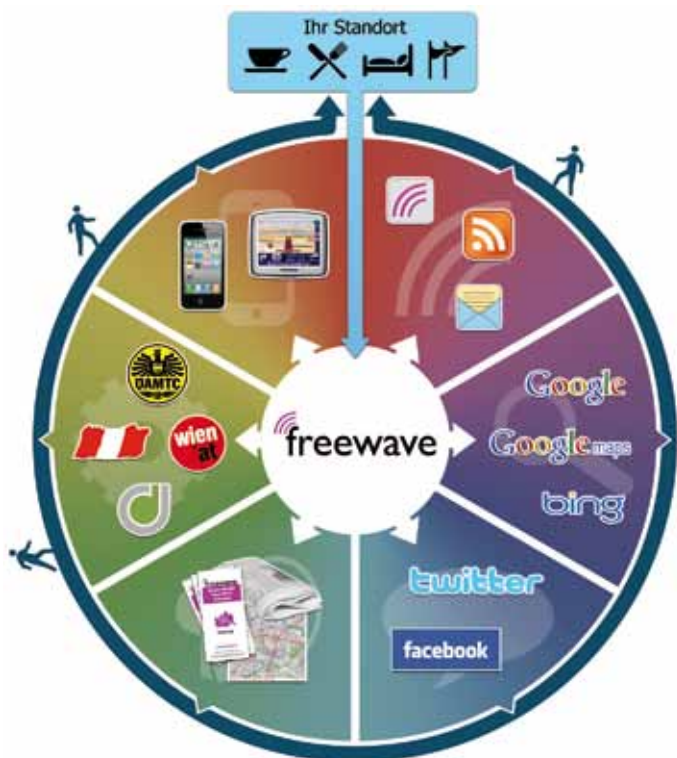 Ihr Standort
Google
Google maps
bing
twitter
facebook
ÖAMTC
wien
at
freewave